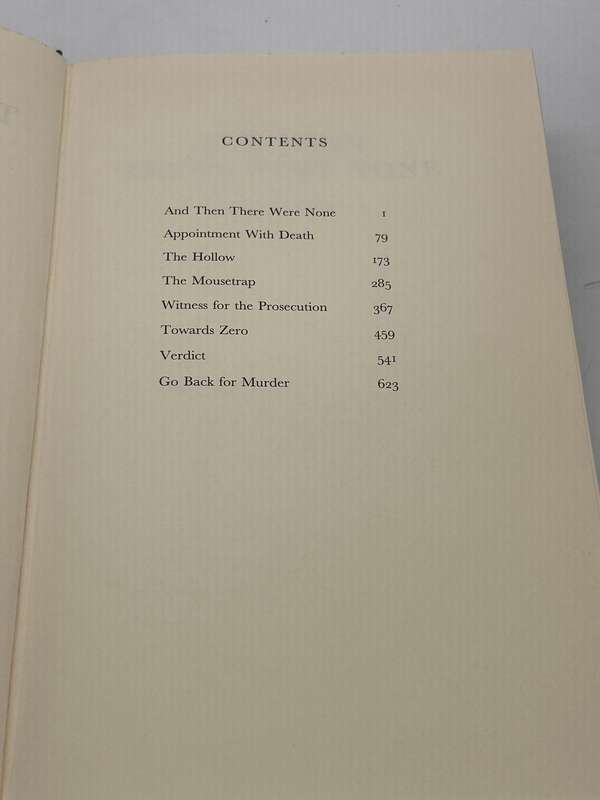 CONTENTS
And Then There Were None 1
Appointment With Death 79
The Hollow 173
The Mousetrap 285
Witness for the Prosecution 367
Towards Zero 459
Verdict 541
Go Back for Murder 623